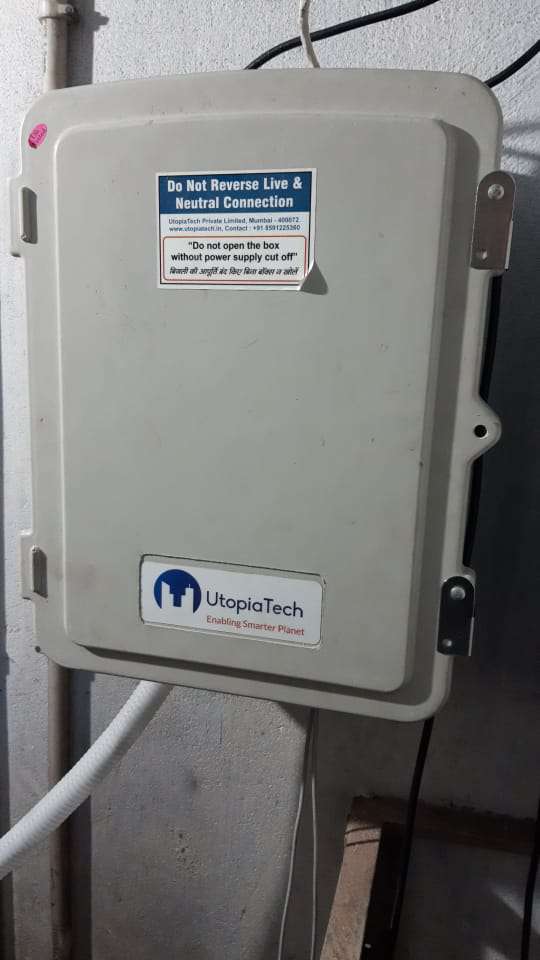 Do Not Reverse Live &
Neutral Connection
UtopiaTech Private Limited, Mumbai - 400072
www.utopiatech.in, Contact : +91 8591225360
"Do not open the box
without power supply cut off"
बिजली की आपूर्ति बंद किए बिना बॉक्स न खोलें
UtopiaTech
Enabling Smarter Planet